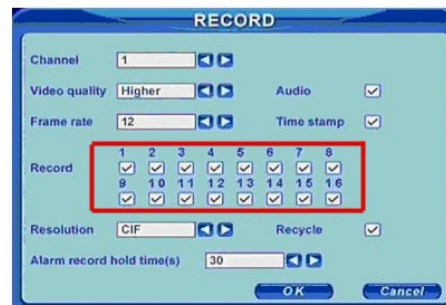 RECORD
Channel 1
Video quality Higher Audio
Frame rate 12 Time stamp
1 2 3 4 5 6 7 8
Record
9 10 11 12 13 14 15 16
Resolution CIF Recycle
Alarm record hold time(s) 30
OK Cancel